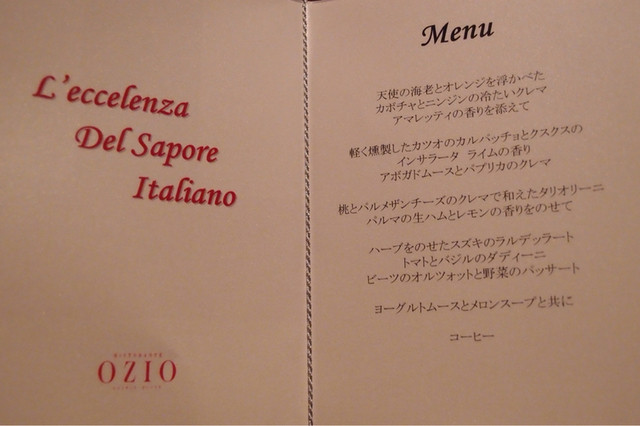 L'eccelenza
Del Sapore
Italiano
RISTORANTE
OZIO
Menu
天使の海老とオレンジを浮かべた
カボチャとニンジンの冷たいクレマ
アマレッティの香りを添えて
軽く燻製したカツオのカルパッチョとクスクスの
インサラータ ライムの香り
アボガドムースとパプリカのクレマ
桃とパルメザンチーズのクレマで和えたタリオリーニ
パルマの生ハムとレモンの香りをのせて
ハーブをのせたスズキのラルデッラート
トマトとバジルのダディーニ
ビーツのオルツォットと野菜のパッサート
ヨーグルトムースとメロンスープと共に
コーヒー